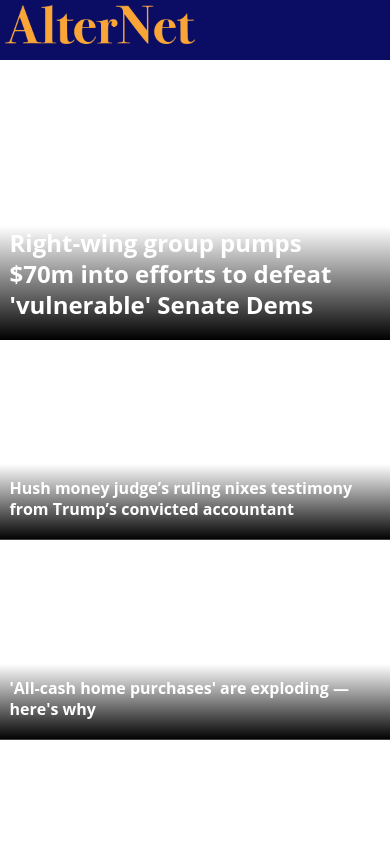 AlterNet
Right-wing group pumps
$70m into efforts to defeat
'vulnerable' Senate Dems
Hush money judge’s ruling nixes testimony
from Trump’s convicted accountant
'All-cash home purchases' are exploding —
here's why